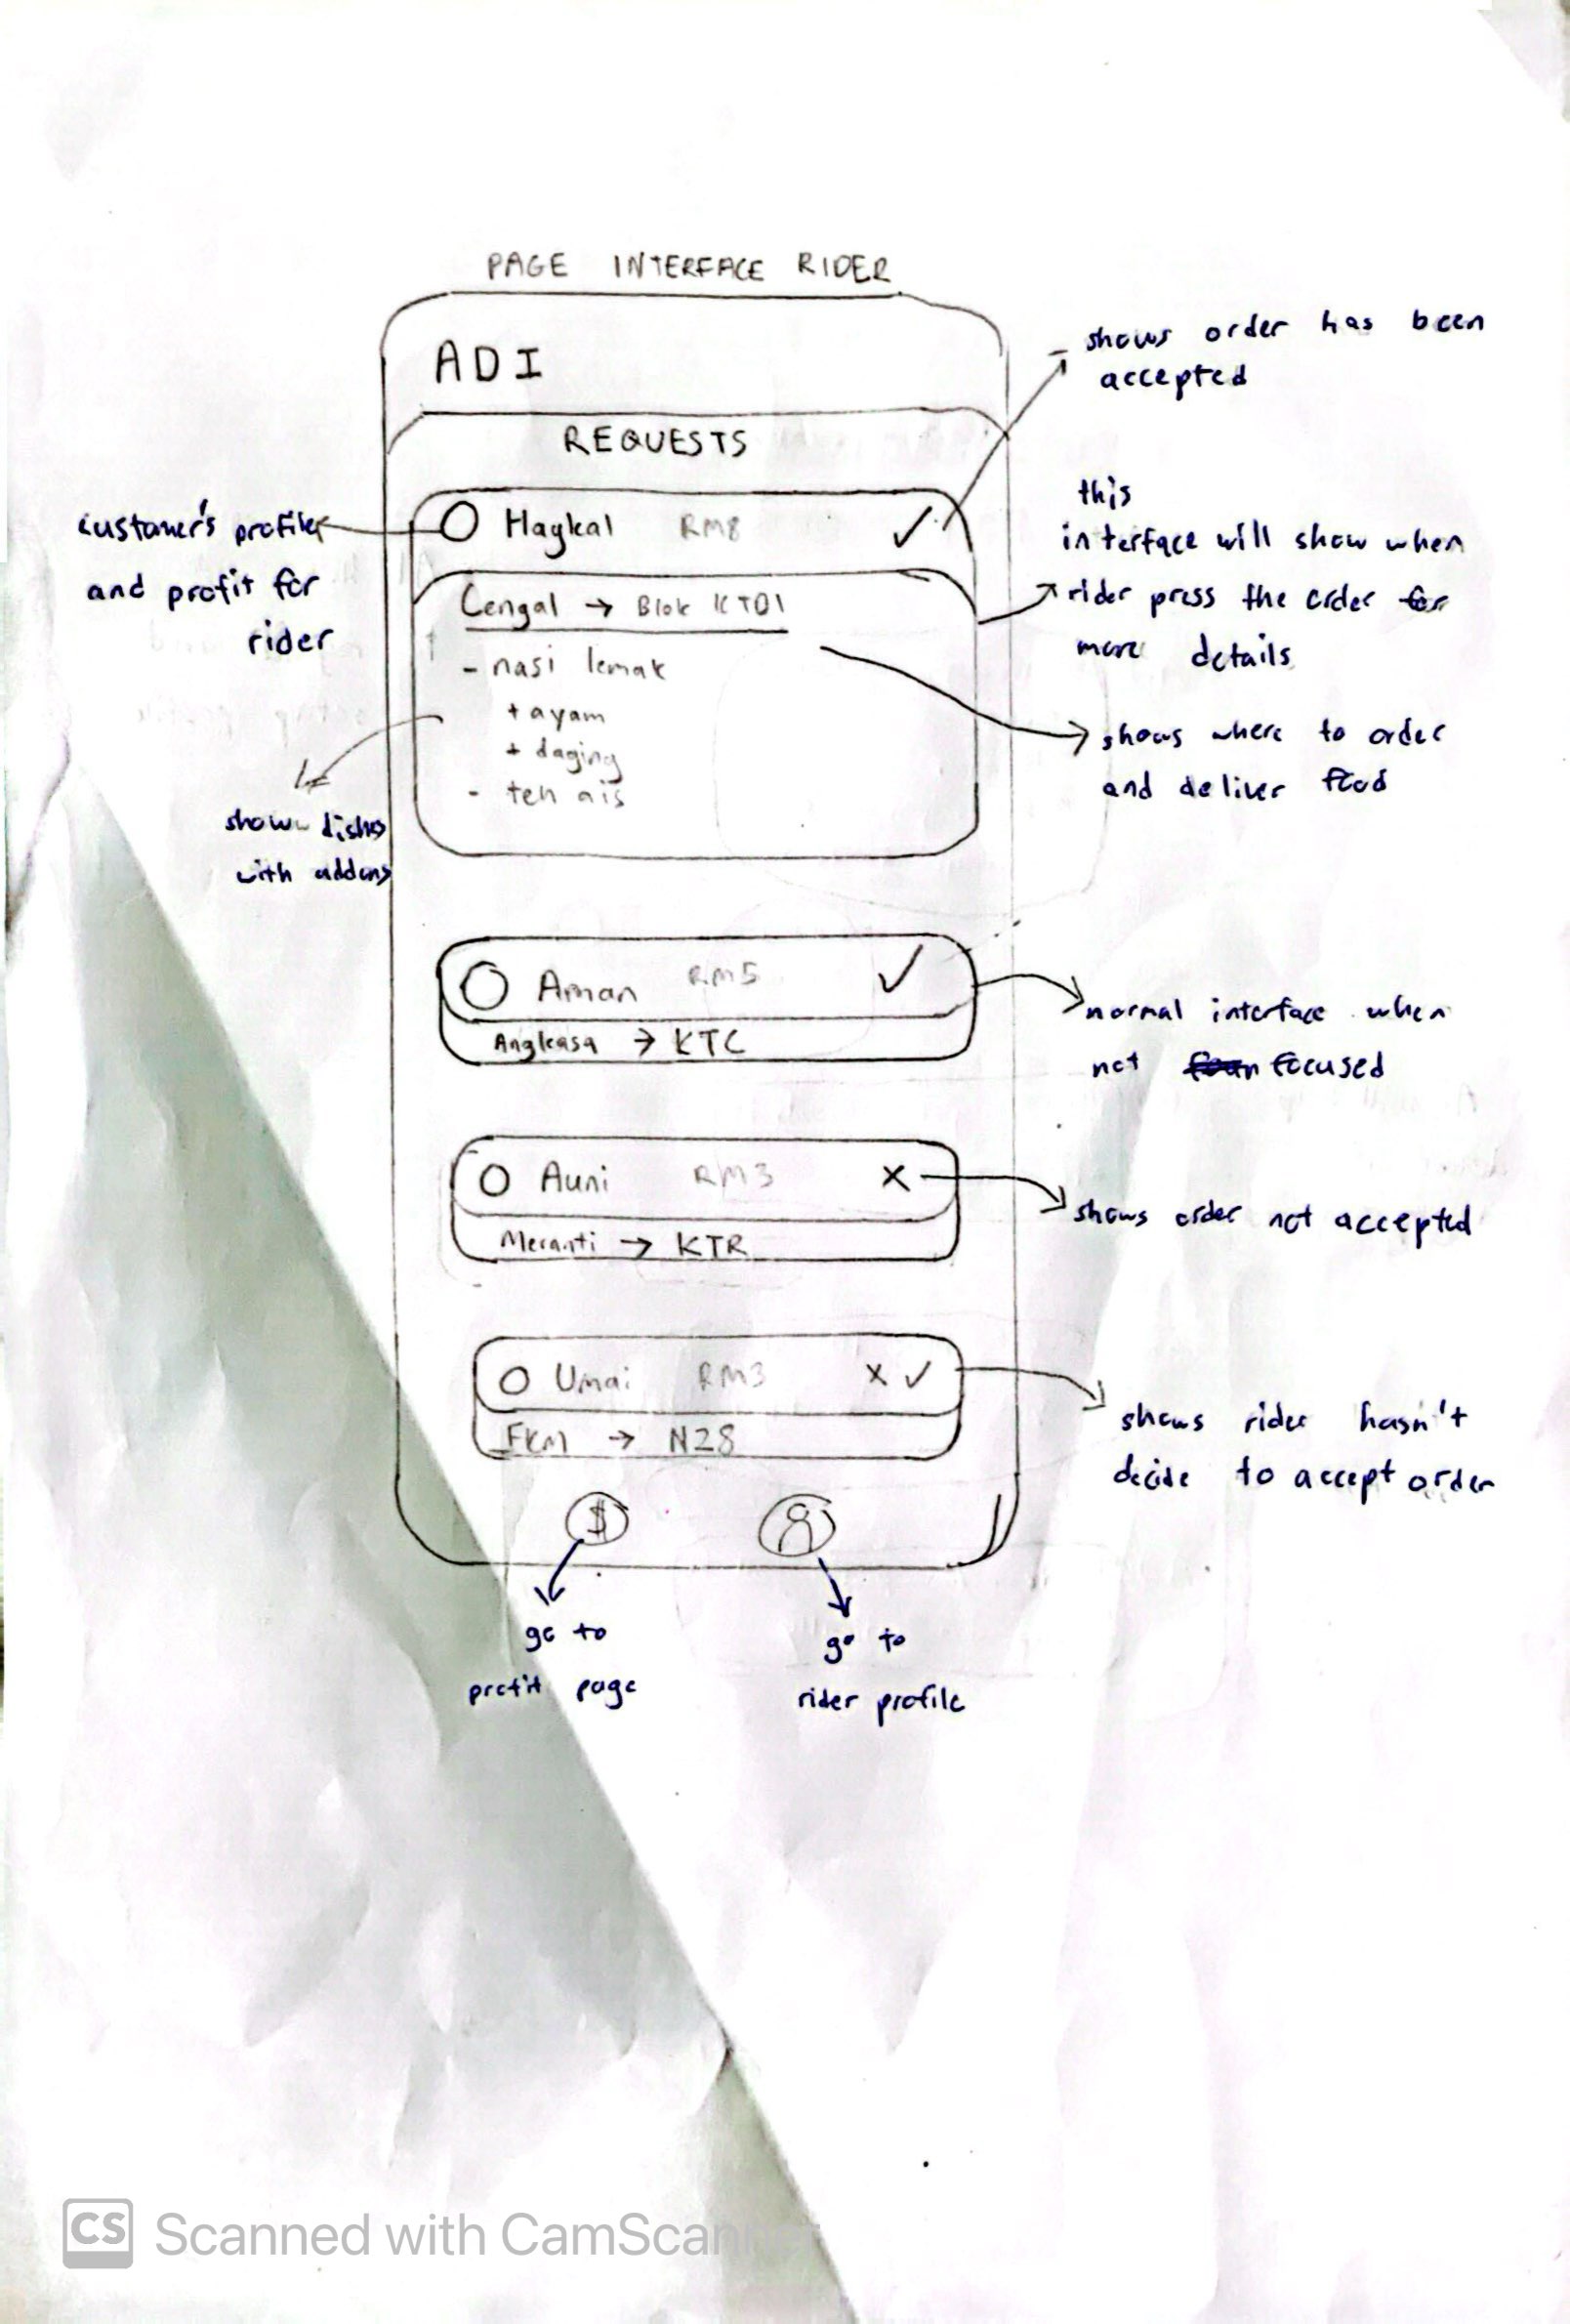 PAGE INTERFACE RIDER
ADI
REQUESTS
Haykal RM8 ✓
Cengal → Blok KT01
- nasi lemak
+ ayam
+ daging
- teh ais
Aman RM5 ✓
Angkasa → KTC
Auni RM3 X
Meranti → KTR
Umai RM3 X ✓
FKM → N28
$
customer's profile
and profit for
rider
shows dishes
with addons
shows order has been
accepted
this
interface will show when
rider press the order for
more details
shows where to order
and deliver food
normal interface when
not focused
shows order not accepted
shows rider hasn't
decide to accept order
go to
profit page
go to
rider profile
CS Scanned with CamScanner